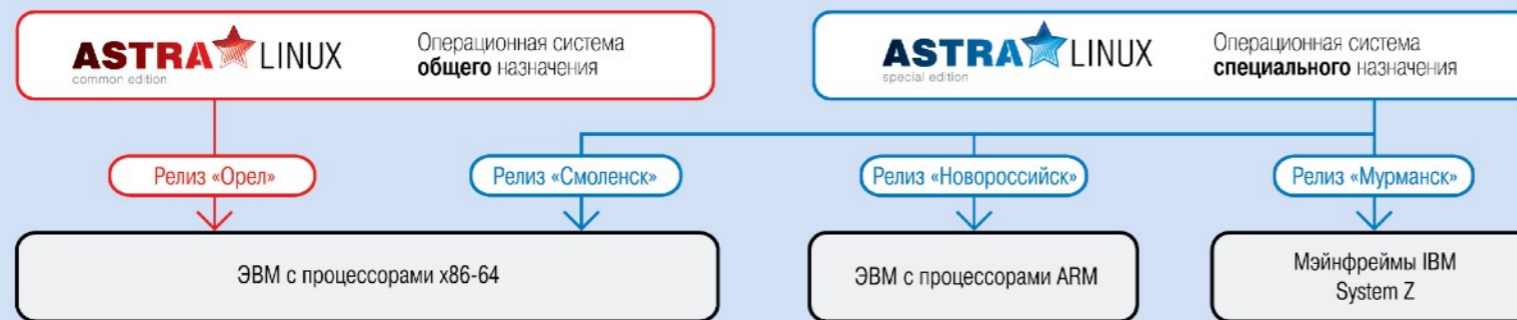 ASTRA LINUX
common edition
Операционная система
общего назначения
ASTRA LINUX
special edition
Операционная система
специального назначения
Релиз «Орел»
Релиз «Смоленск»
Релиз «Новороссийск»
Релиз «Мурманск»
ЭВМ с процессорами x86-64
ЭВМ с процессорами ARM
Мэйнфреймы IBM
System Z